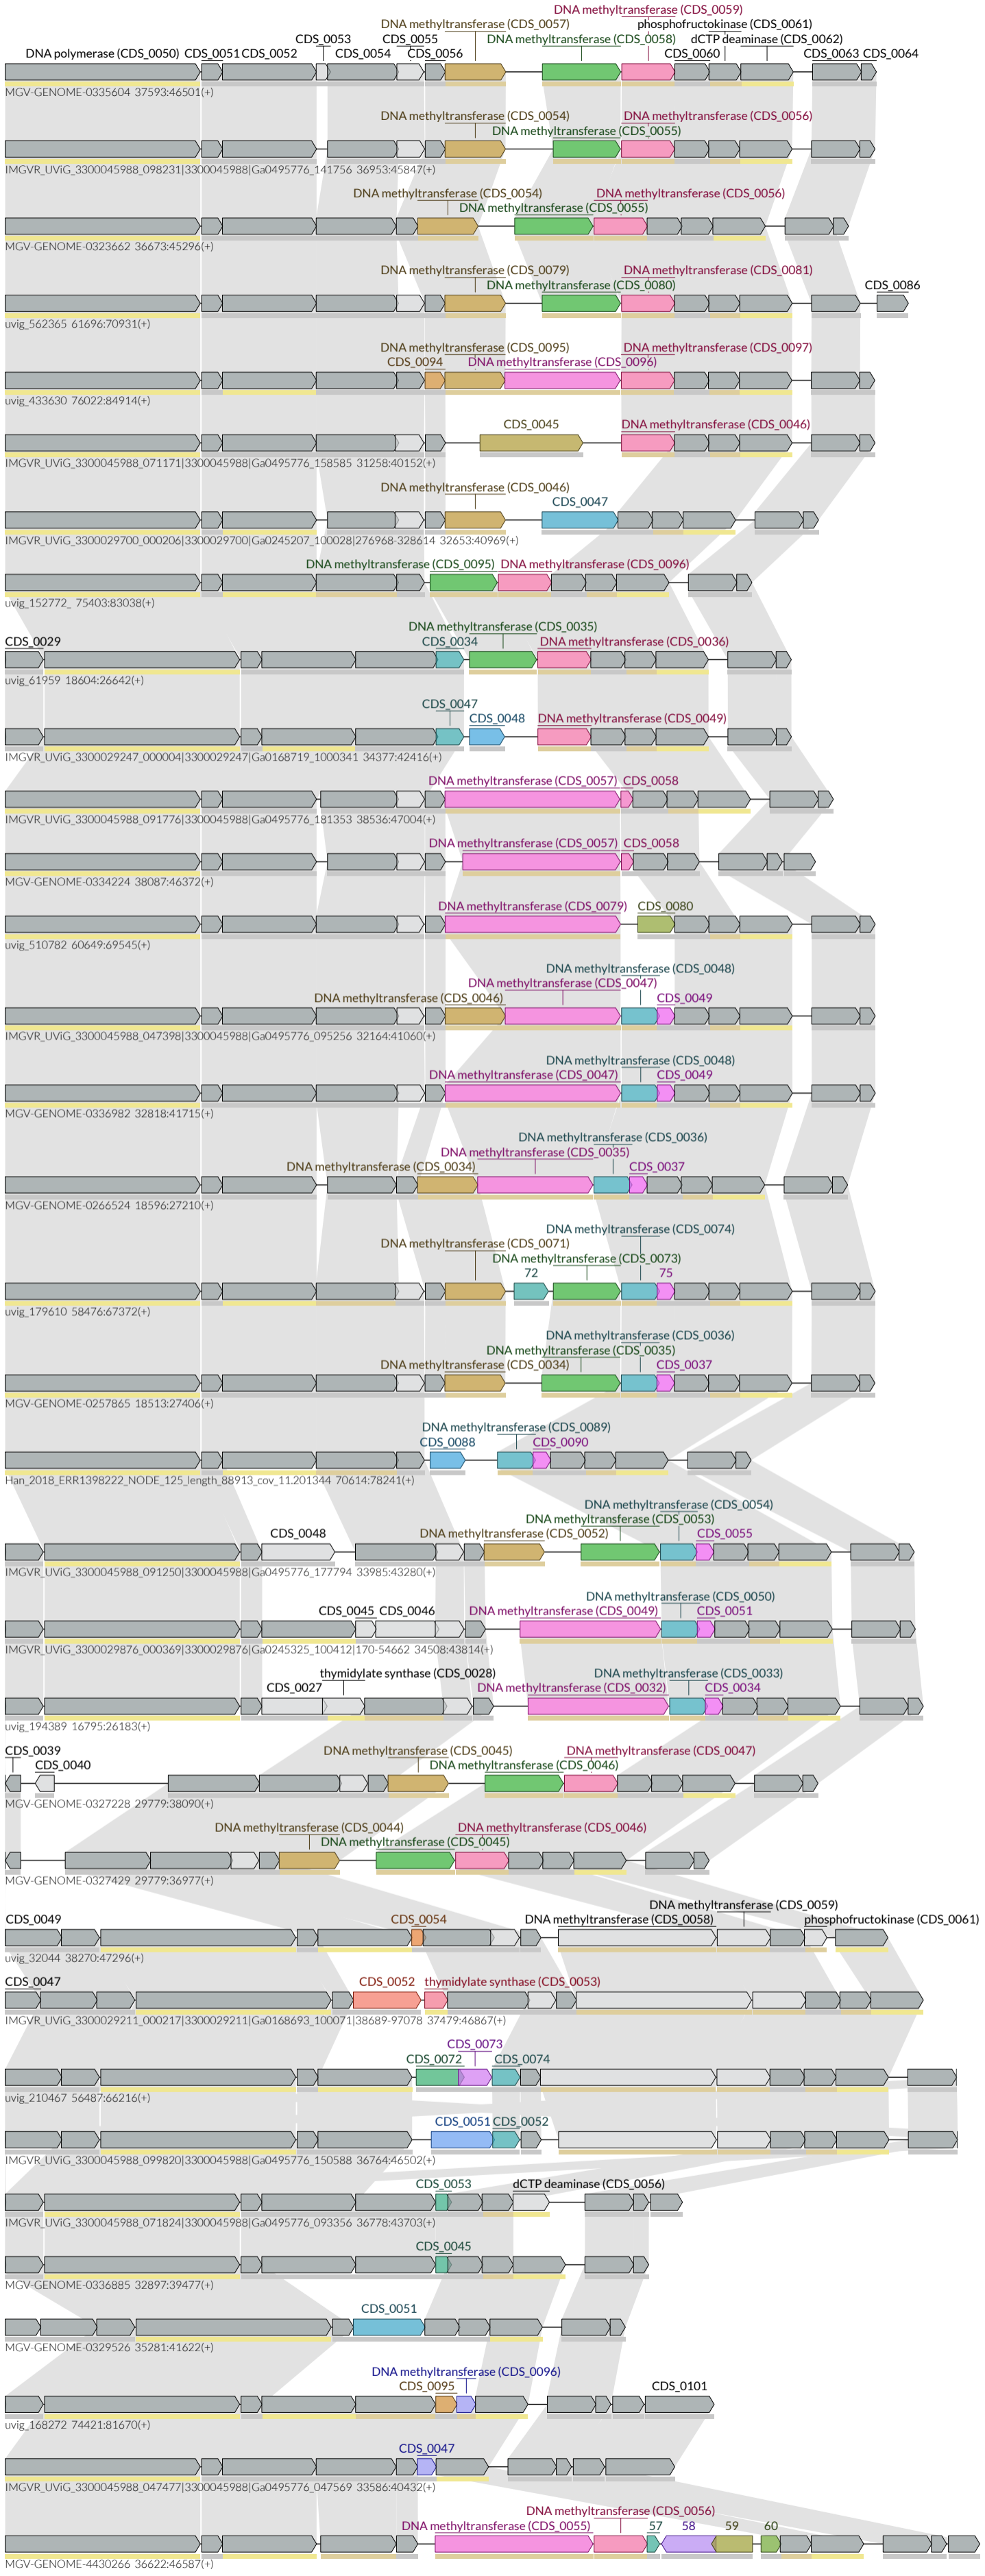 DNA methyltransferase (CDS_0059)
DNA methyltransferase (CDS_0057) phosphofructokinase (CDS_0061)
CDS_0053 CDS_0055 DNA methyltransferase (CDS_0058) dCTP deaminase (CDS_0062)
DNA polymerase (CDS_0050) CDS_0051 CDS_0052 CDS_0054 CDS_0056 CDS_0060 CDS_0063 CDS_0064
MGV-GENOME-0335604 37593:46501(+)
DNA methyltransferase (CDS_0054) DNA methyltransferase (CDS_0056)
DNA methyltransferase (CDS_0055)
IMGVR_UViG_3300045988_098231|3300045988|Ga0495776_141756 36953:45847(+)
DNA methyltransferase (CDS_0054) DNA methyltransferase (CDS_0056)
DNA methyltransferase (CDS_0055)
MGV-GENOME-0323662 36673:45296(+)
DNA methyltransferase (CDS_0079) DNA methyltransferase (CDS_0081)
DNA methyltransferase (CDS_0080) CDS_0086
uvig_562365 61696:70931(+)
DNA methyltransferase (CDS_0095) DNA methyltransferase (CDS_0097)
CDS_0094 DNA methyltransferase (CDS_0096)
uvig_433630 76022:84914(+)
CDS_0045 DNA methyltransferase (CDS_0046)
IMGVR_UViG_3300045988_071171|3300045988|Ga0495776_158585 31258:40152(+)
DNA methyltransferase (CDS_0046)
CDS_0047
IMGVR_UViG_3300029700_000206|3300029700|Ga0245207_100028|276968-328614 32653:40969(+)
DNA methyltransferase (CDS_0095) DNA methyltransferase (CDS_0096)
uvig_152772_ 75403:83038(+)
DNA methyltransferase (CDS_0035)
CDS_0029 CDS_0034 DNA methyltransferase (CDS_0036)
uvig_61959 18604:26642(+)
CDS_0047
CDS_0048 DNA methyltransferase (CDS_0049)
IMGVR_UViG_3300029247_000004|3300029247|Ga0168719_1000341 34377:42416(+)
DNA methyltransferase (CDS_0057) CDS_0058
IMGVR_UViG_3300045988_091776|3300045988|Ga0495776_181353 38536:47004(+)
DNA methyltransferase (CDS_0057) CDS_0058
MGV-GENOME-0334224 38087:46372(+)
DNA methyltransferase (CDS_0079) CDS_0080
uvig_510782 60649:69545(+)
DNA methyltransferase (CDS_0048)
DNA methyltransferase (CDS_0047)
DNA methyltransferase (CDS_0046) CDS_0049
IMGVR_UViG_3300045988_047398|3300045988|Ga0495776_095256 32164:41060(+)
DNA methyltransferase (CDS_0048)
DNA methyltransferase (CDS_0047) CDS_0049
MGV-GENOME-0336982 32818:41715(+)
DNA methyltransferase (CDS_0036)
DNA methyltransferase (CDS_0035)
DNA methyltransferase (CDS_0034) CDS_0037
MGV-GENOME-0266524 18596:27210(+)
DNA methyltransferase (CDS_0074)
DNA methyltransferase (CDS_0071)
DNA methyltransferase (CDS_0073)
72 75
uvig_179610 58476:67372(+)
DNA methyltransferase (CDS_0036)
DNA methyltransferase (CDS_0035)
DNA methyltransferase (CDS_0034) CDS_0037
MGV-GENOME-0257865 18513:27406(+)
DNA methyltransferase (CDS_0089)
CDS_0088 CDS_0090
Han_2018_ERR1398222_NODE_125_length_88913_cov_11.201344 70614:78241(+)
DNA methyltransferase (CDS_0054)
DNA methyltransferase (CDS_0053)
CDS_0048 DNA methyltransferase (CDS_0052) CDS_0055
IMGVR_UViG_3300045988_091250|3300045988|Ga0495776_177794 33985:43280(+)
DNA methyltransferase (CDS_0050)
CDS_0045 CDS_0046 DNA methyltransferase (CDS_0049) CDS_0051
IMGVR_UViG_3300029876_000369|3300029876|Ga0245325_100412|170-54662 34508:43814(+)
thymidylate synthase (CDS_0028) DNA methyltransferase (CDS_0033)
CDS_0027 DNA methyltransferase (CDS_0032) CDS_0034
uvig_194389 16795:26183(+)
CDS_0039 DNA methyltransferase (CDS_0045) DNA methyltransferase (CDS_0047)
CDS_0040 DNA methyltransferase (CDS_0046)
MGV-GENOME-0327228 29779:38090(+)
DNA methyltransferase (CDS_0044) DNA methyltransferase (CDS_0046)
DNA methyltransferase (CDS_0045)
MGV-GENOME-0327429 29779:36977(+)
DNA methyltransferase (CDS_0059)
CDS_0049 CDS_0054 DNA methyltransferase (CDS_0058) phosphofructokinase (CDS_0061)
uvig_32044 38270:47296(+)
CDS_0047 CDS_0052 thymidylate synthase (CDS_0053)
IMGVR_UViG_3300029211_000217|3300029211|Ga0168693_100071|38689-97078 37479:46867(+)
CDS_0073
CDS_0072 CDS_0074
uvig_210467 56487:66216(+)
CDS_0051 CDS_0052
IMGVR_UViG_3300045988_099820|3300045988|Ga0495776_150588 36764:46502(+)
CDS_0053 dCTP deaminase (CDS_0056)
IMGVR_UViG_3300045988_071824|3300045988|Ga0495776_093356 36778:43703(+)
CDS_0045
MGV-GENOME-0336885 32897:39477(+)
CDS_0051
MGV-GENOME-0329526 35281:41622(+)
DNA methyltransferase (CDS_0096)
CDS_0095 CDS_0101
uvig_168272 74421:81670(+)
CDS_0047
IMGVR_UViG_3300045988_047477|3300045988|Ga0495776_047569 33586:40432(+)
DNA methyltransferase (CDS_0056)
DNA methyltransferase (CDS_0055) 57 58 59 60
MGV-GENOME-4430266 36622:46587(+)